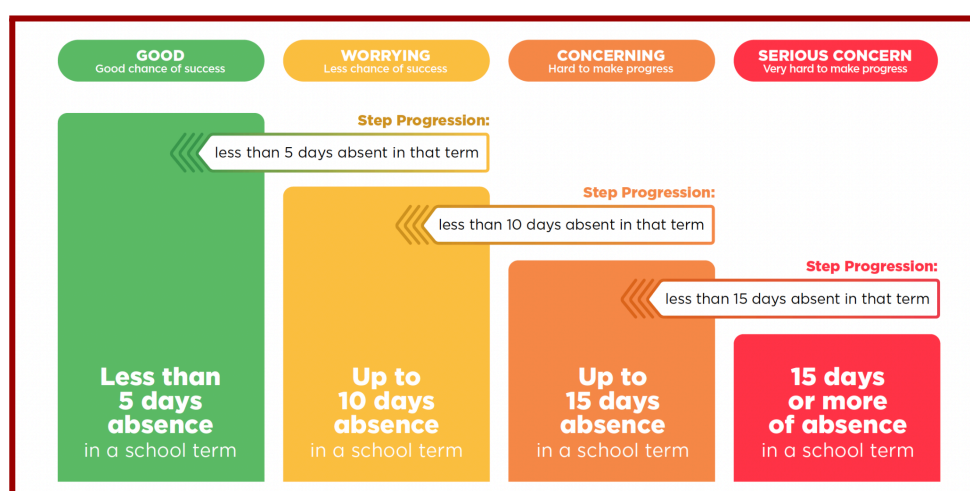 GOOD
Good chance of success
WORRYING
Less chance of success
CONCERNING
Hard to make progress
SERIOUS CONCERN
Very hard to make progress
Step Progression:
less than 5 days absent in that term
Step Progression:
less than 10 days absent in that term
Step Progression:
less than 15 days absent in that term
Less than
5 days
absence
in a school term
Up to
10 days
absence
in a school term
Up to
15 days
absence
in a school term
15 days
or more
of absence
in a school term